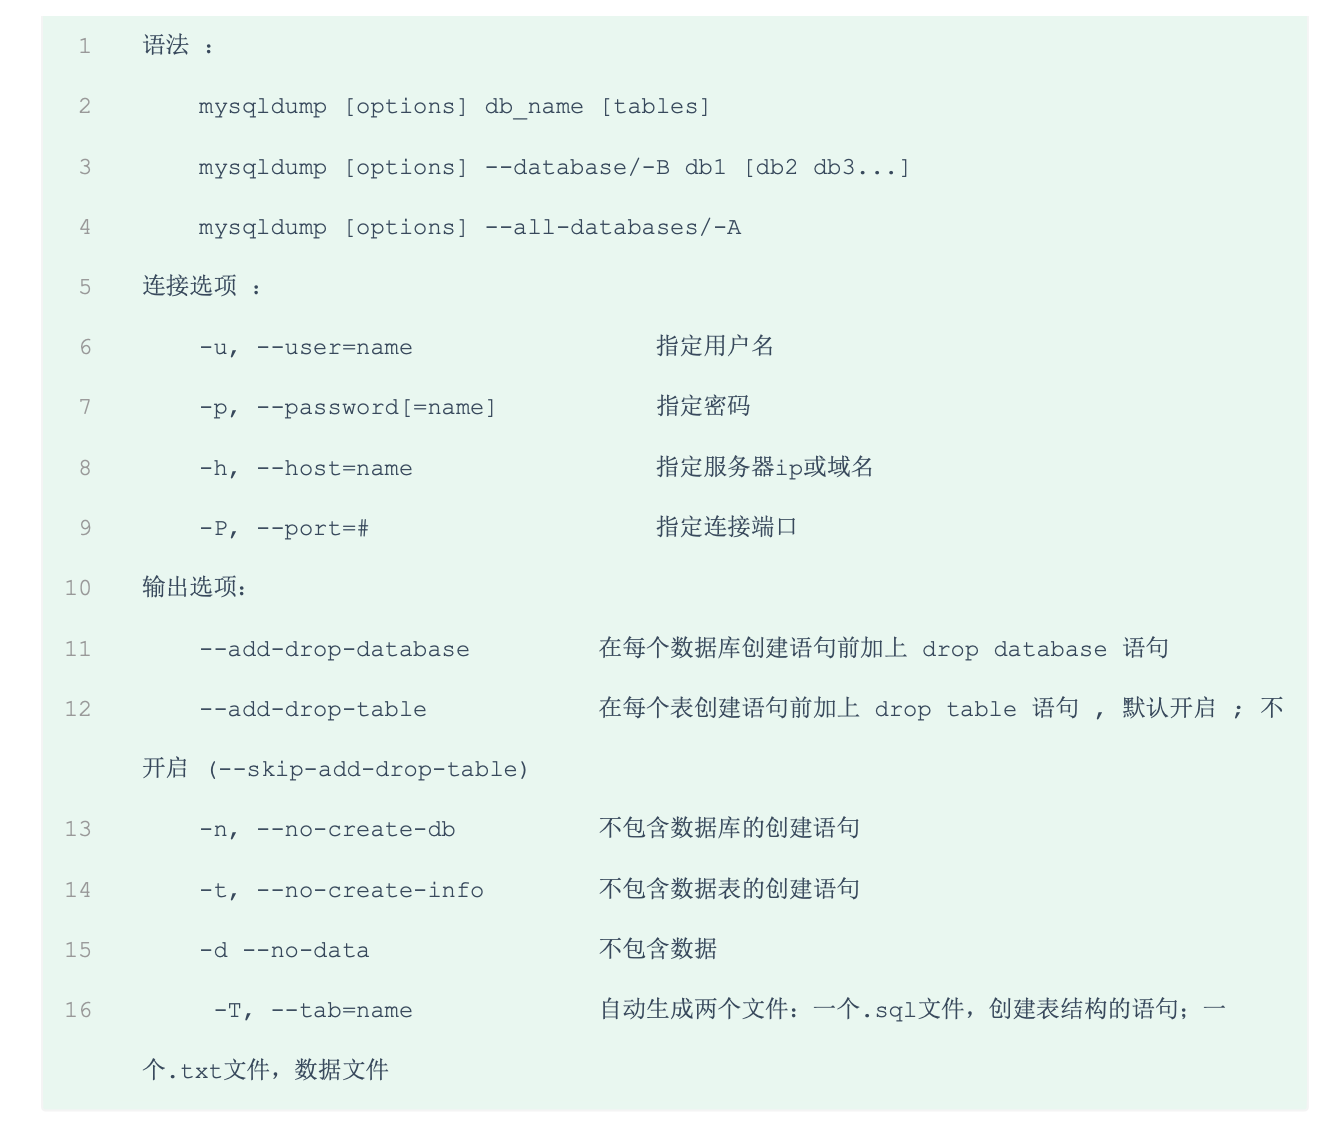 1 语法 :
2 mysqldump [options] db_name [tables]
3 mysqldump [options] --database/-B db1 [db2 db3...]
4 mysqldump [options] --all-databases/-A
5 连接选项 :
6 -u, --user=name 指定用户名
7 -p, --password[=name] 指定密码
8 -h, --host=name 指定服务器ip或域名
9 -P, --port=# 指定连接端口
10 输出选项：
11 --add-drop-database 在每个数据库创建语句前加上 drop database 语句
12 --add-drop-table 在每个表创建语句前加上 drop table 语句 , 默认开启 ; 不
开启 (--skip-add-drop-table)
13 -n, --no-create-db 不包含数据库的创建语句
14 -t, --no-create-info 不包含数据表的创建语句
15 -d --no-data 不包含数据
16 -T, --tab=name 自动生成两个文件：一个.sql文件，创建表结构的语句；一
个.txt文件，数据文件